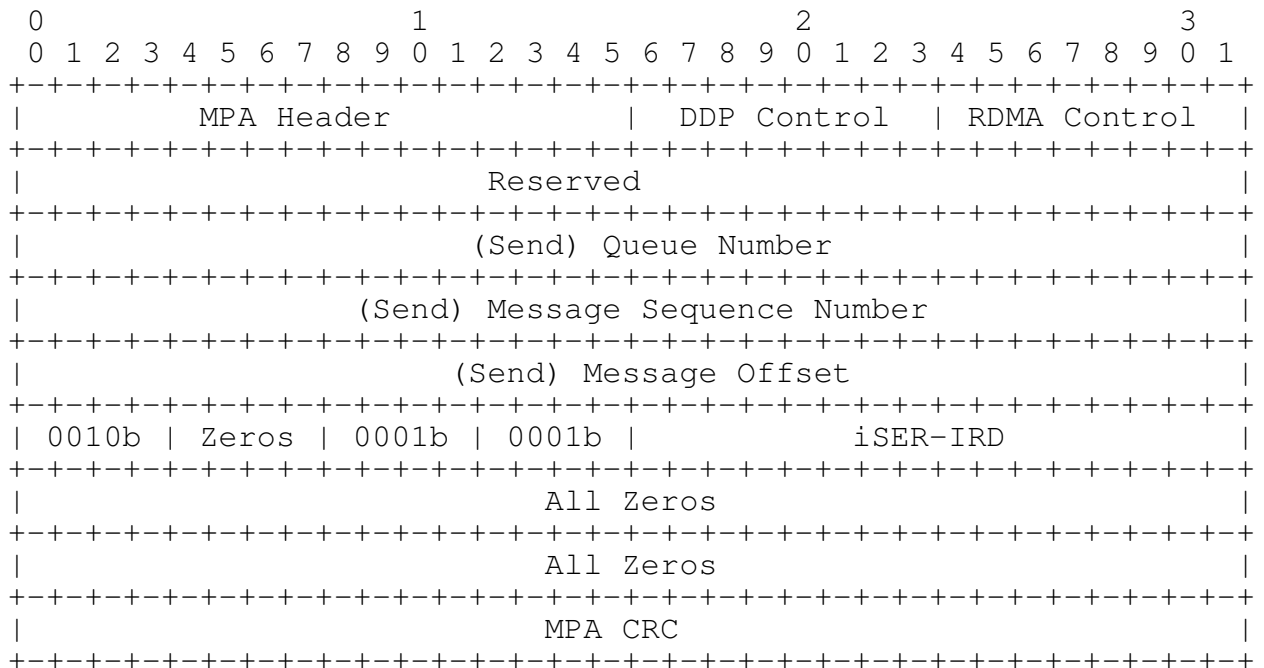 0                   1                   2                   3
 0 1 2 3 4 5 6 7 8 9 0 1 2 3 4 5 6 7 8 9 0 1 2 3 4 5 6 7 8 9 0 1
+-+-+-+-+-+-+-+-+-+-+-+-+-+-+-+-+-+-+-+-+-+-+-+-+-+-+-+-+-+-+-+-+
|         MPA Header            |  DDP Control  | RDMA Control  |
+-+-+-+-+-+-+-+-+-+-+-+-+-+-+-+-+-+-+-+-+-+-+-+-+-+-+-+-+-+-+-+-+
|                        Reserved                               |
+-+-+-+-+-+-+-+-+-+-+-+-+-+-+-+-+-+-+-+-+-+-+-+-+-+-+-+-+-+-+-+-+
|                       (Send) Queue Number                     |
+-+-+-+-+-+-+-+-+-+-+-+-+-+-+-+-+-+-+-+-+-+-+-+-+-+-+-+-+-+-+-+-+
|                 (Send) Message Sequence Number                |
+-+-+-+-+-+-+-+-+-+-+-+-+-+-+-+-+-+-+-+-+-+-+-+-+-+-+-+-+-+-+-+-+
|                      (Send) Message Offset                    |
+-+-+-+-+-+-+-+-+-+-+-+-+-+-+-+-+-+-+-+-+-+-+-+-+-+-+-+-+-+-+-+-+
| 0010b | Zeros | 0001b | 0001b |           iSER-IRD            |
+-+-+-+-+-+-+-+-+-+-+-+-+-+-+-+-+-+-+-+-+-+-+-+-+-+-+-+-+-+-+-+-+
|                           All Zeros                           |
+-+-+-+-+-+-+-+-+-+-+-+-+-+-+-+-+-+-+-+-+-+-+-+-+-+-+-+-+-+-+-+-+
|                           All Zeros                           |
+-+-+-+-+-+-+-+-+-+-+-+-+-+-+-+-+-+-+-+-+-+-+-+-+-+-+-+-+-+-+-+-+
|                           MPA CRC                             |
+-+-+-+-+-+-+-+-+-+-+-+-+-+-+-+-+-+-+-+-+-+-+-+-+-+-+-+-+-+-+-+-+